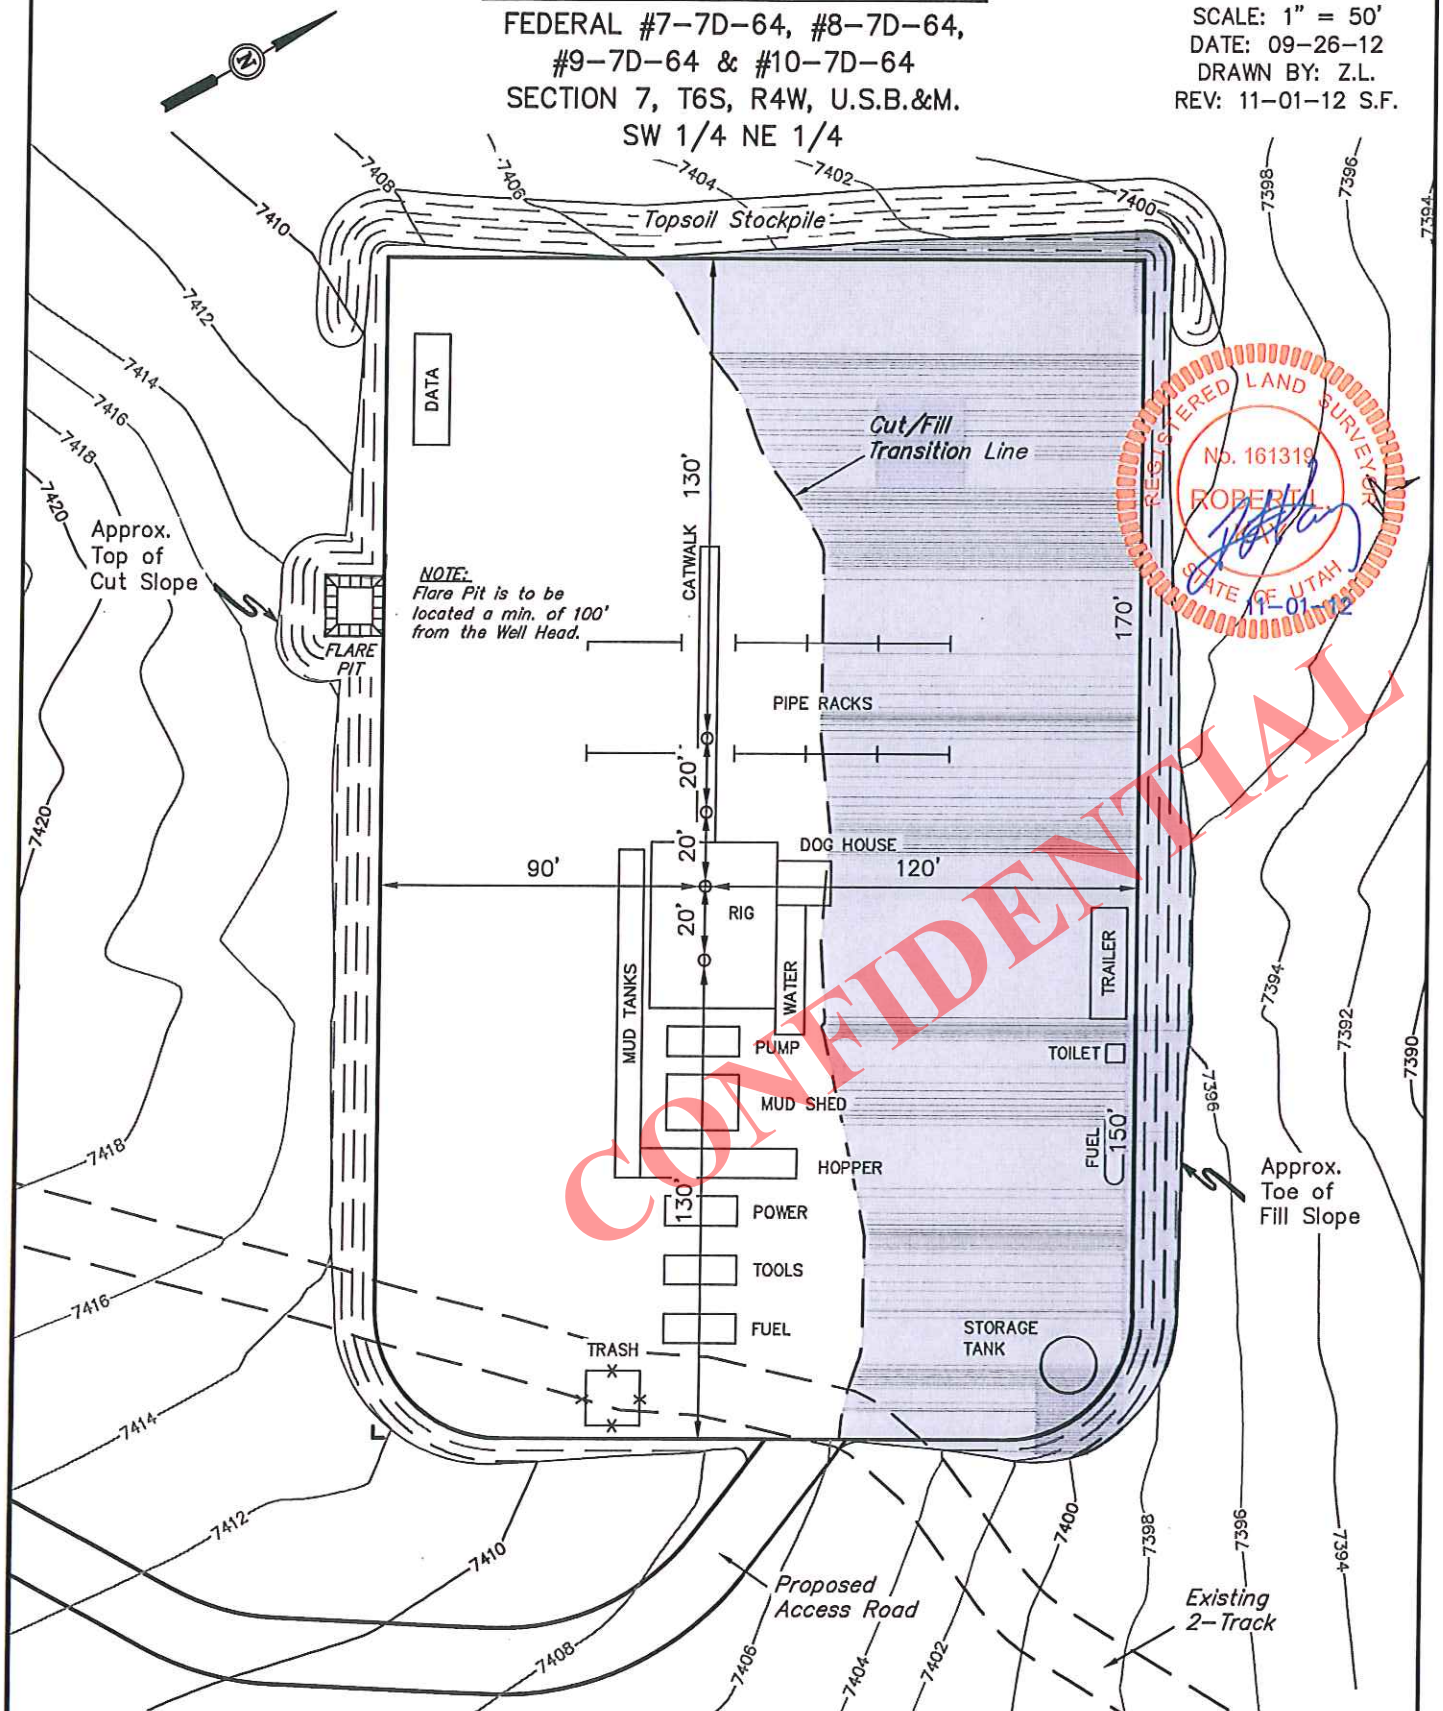 FEDERAL #7-7D-64, #8-7D-64,
#9-7D-64 & #10-7D-64
SECTION 7, T6S, R4W, U.S.B.&M.
SW 1/4 NE 1/4
SCALE: 1" = 50'
DATE: 09-26-12
DRAWN BY: Z.L.
REV: 11-01-12 S.F.
N
7408
7406
7404
7402
7400
7398
7396
7394
7410
Topsoil Stockpile
7412
7414
7416
7418
7420
DATA
130'
Cut/Fill
Transition Line
REGISTERED LAND SURVEYOR
No. 161319
ROBERT L.
STATE OF UTAH
11-01-12
Approx.
Top of
Cut Slope
CATWALK
NOTE:
Flare Pit is to be
located a min. of 100'
from the Well Head.
FLARE
PIT
170'
PIPE RACKS
20'
7420
20'
DOG HOUSE
90'
120'
20'
RIG
MUD TANKS
WATER
TRAILER
7394
7392
7390
PUMP
TOILET
MUD SHED
7396
FUEL
150'
7418
HOPPER
Approx.
Toe of
Fill Slope
130'
POWER
TOOLS
7416
FUEL
STORAGE
TANK
TRASH
7414
7412
7410
7400
7398
7396
7394
Proposed
Access Road
Existing
2-Track
7408
7406
7404
7402
CONFIDENTIAL